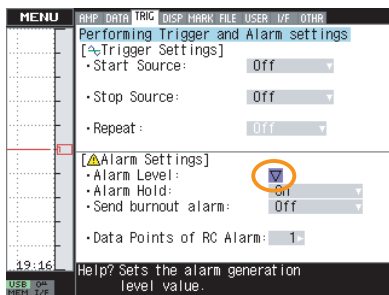 MENU AMP DATA TRIG DISP MARK FILE USER I/F OTHR
Performing Trigger and Alarm settings
[Trigger Settings]
・Start Source: Off
・Stop Source: Off
・Repeat: Off
[Alarm Settings]
・Alarm Level:
・Alarm Hold: On
・Send burnout alarm: Off
・Data Points of RC Alarm: 1
19:16
Help? Sets the alarm generation
level value.
USB
MEM I/F